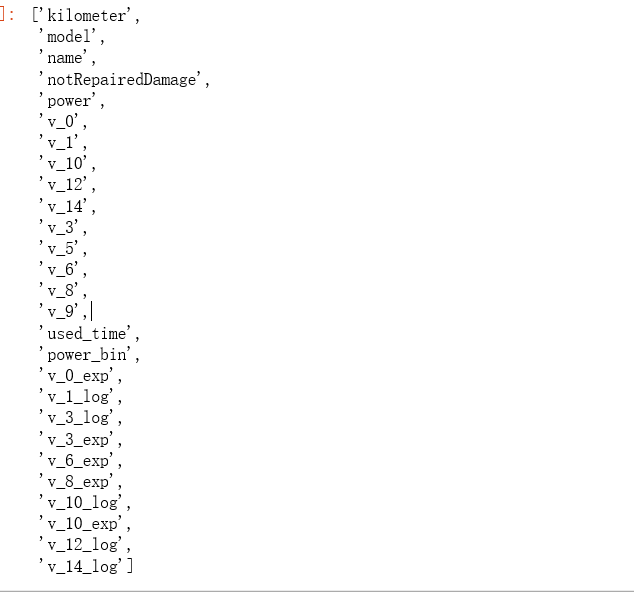 ]: ['kilometer',
'model',
'name',
'notRepairedDamage',
'power',
'v_0',
'v_1',
'v_10',
'v_12',
'v_14',
'v_3',
'v_5',
'v_6',
'v_8',
'v_9',
'used_time',
'power_bin',
'v_0_exp',
'v_1_log',
'v_3_log',
'v_3_exp',
'v_6_exp',
'v_8_exp',
'v_10_log',
'v_10_exp',
'v_12_log',
'v_14_log']